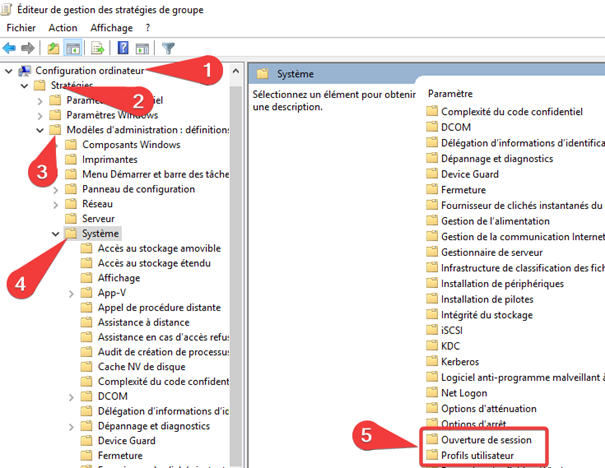 Éditeur de gestion des stratégies de groupe
Fichier Action Affichage ?
Configuration ordinateur
1
Stratégies
2
Paramètres Windows
Modèles d'administration : définitions
3
Composants Windows
Imprimantes
Menu Démarrer et barre des tâche
Panneau de configuration
Réseau
Serveur
Système
4
Accès au stockage amovible
Accès au stockage étendu
Affichage
App-V
Appel de procédure distante
Assistance à distance
Assistance en cas d'accès refus
Audit de création de processus
Cache NV de disque
Complexité du code confident
DCOM
Délégation d'informations d'id
Dépannage et diagnostics
Device Guard
Fermeture
Système
Sélectionnez un élément pour obtenir
une description.
Paramètre
Complexité du code confidentiel
DCOM
Délégation d'informations d'identifica
Dépannage et diagnostics
Device Guard
Fermeture
Fournisseur de clichés instantanés du
Gestion de l'alimentation
Gestion de la communication Internet
Gestionnaire de serveur
Infrastructure de classification des fich
Installation de périphériques
Installation de pilotes
Intégrité du stockage
iSCSI
KDC
Kerberos
Logiciel anti-programme malveillant à
Net Logon
Options d'atténuation
Options d'arrêt
5
Ouverture de session
Profils utilisateur